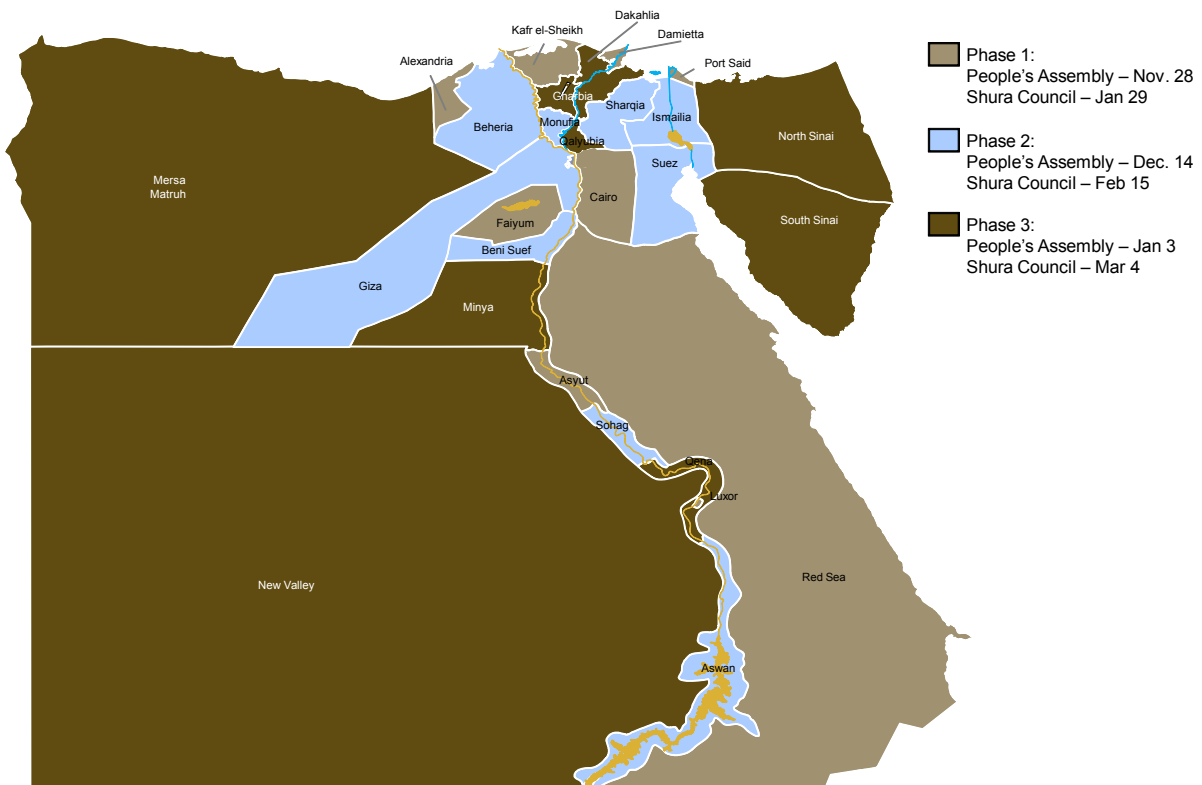 Dakahlia
Kafr el-Sheikh
Damietta
Alexandria
Port Said
Gharbia
Sharqia
Monufia
Ismailia
Beheria
Qalyubia
North Sinai
Suez
Mersa
Matruh
Cairo
South Sinai
Faiyum
Beni Suef
Giza
Minya
Asyut
Sohag
Qena
Luxor
Red Sea
New Valley
Aswan
Phase 1:
People's Assembly – Nov. 28
Shura Council – Jan 29
Phase 2:
People's Assembly – Dec. 14
Shura Council – Feb 15
Phase 3:
People's Assembly – Jan 3
Shura Council – Mar 4